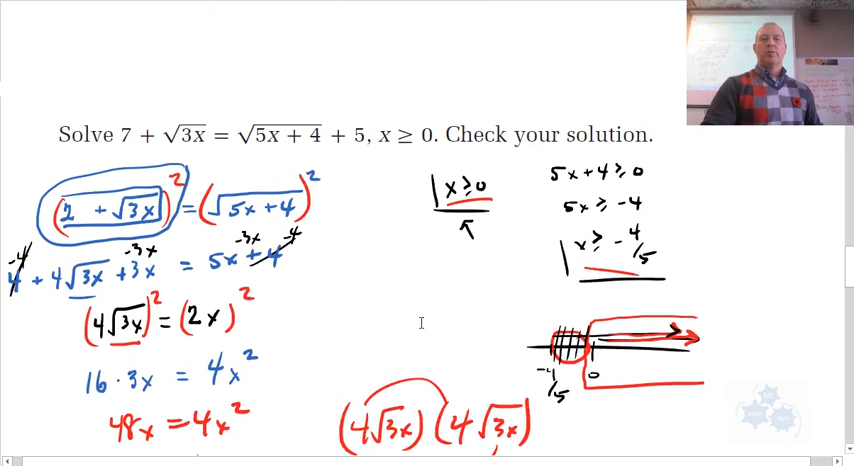 Solve 7 + √3x = √5x + 4 + 5, x ≥ 0. Check your solution.
(2 + √3x)² = (√5x+4)²
-4 -3x -3x -4
4 + 4√3x + 3x = 5x + 4
(4√3x)² = (2x)²
16 · 3x = 4x²
48x = 4x²
(4√3x)(4√3x)
x ≥ 0
5x + 4 ≥ 0
5x ≥ -4
x ≥ -4/5
-4/5 0